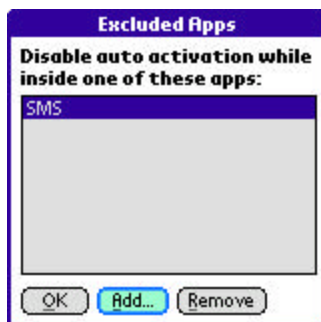 Excluded Apps
Disable auto activation while
inside one of these apps:
SMS
OK Add... Remove